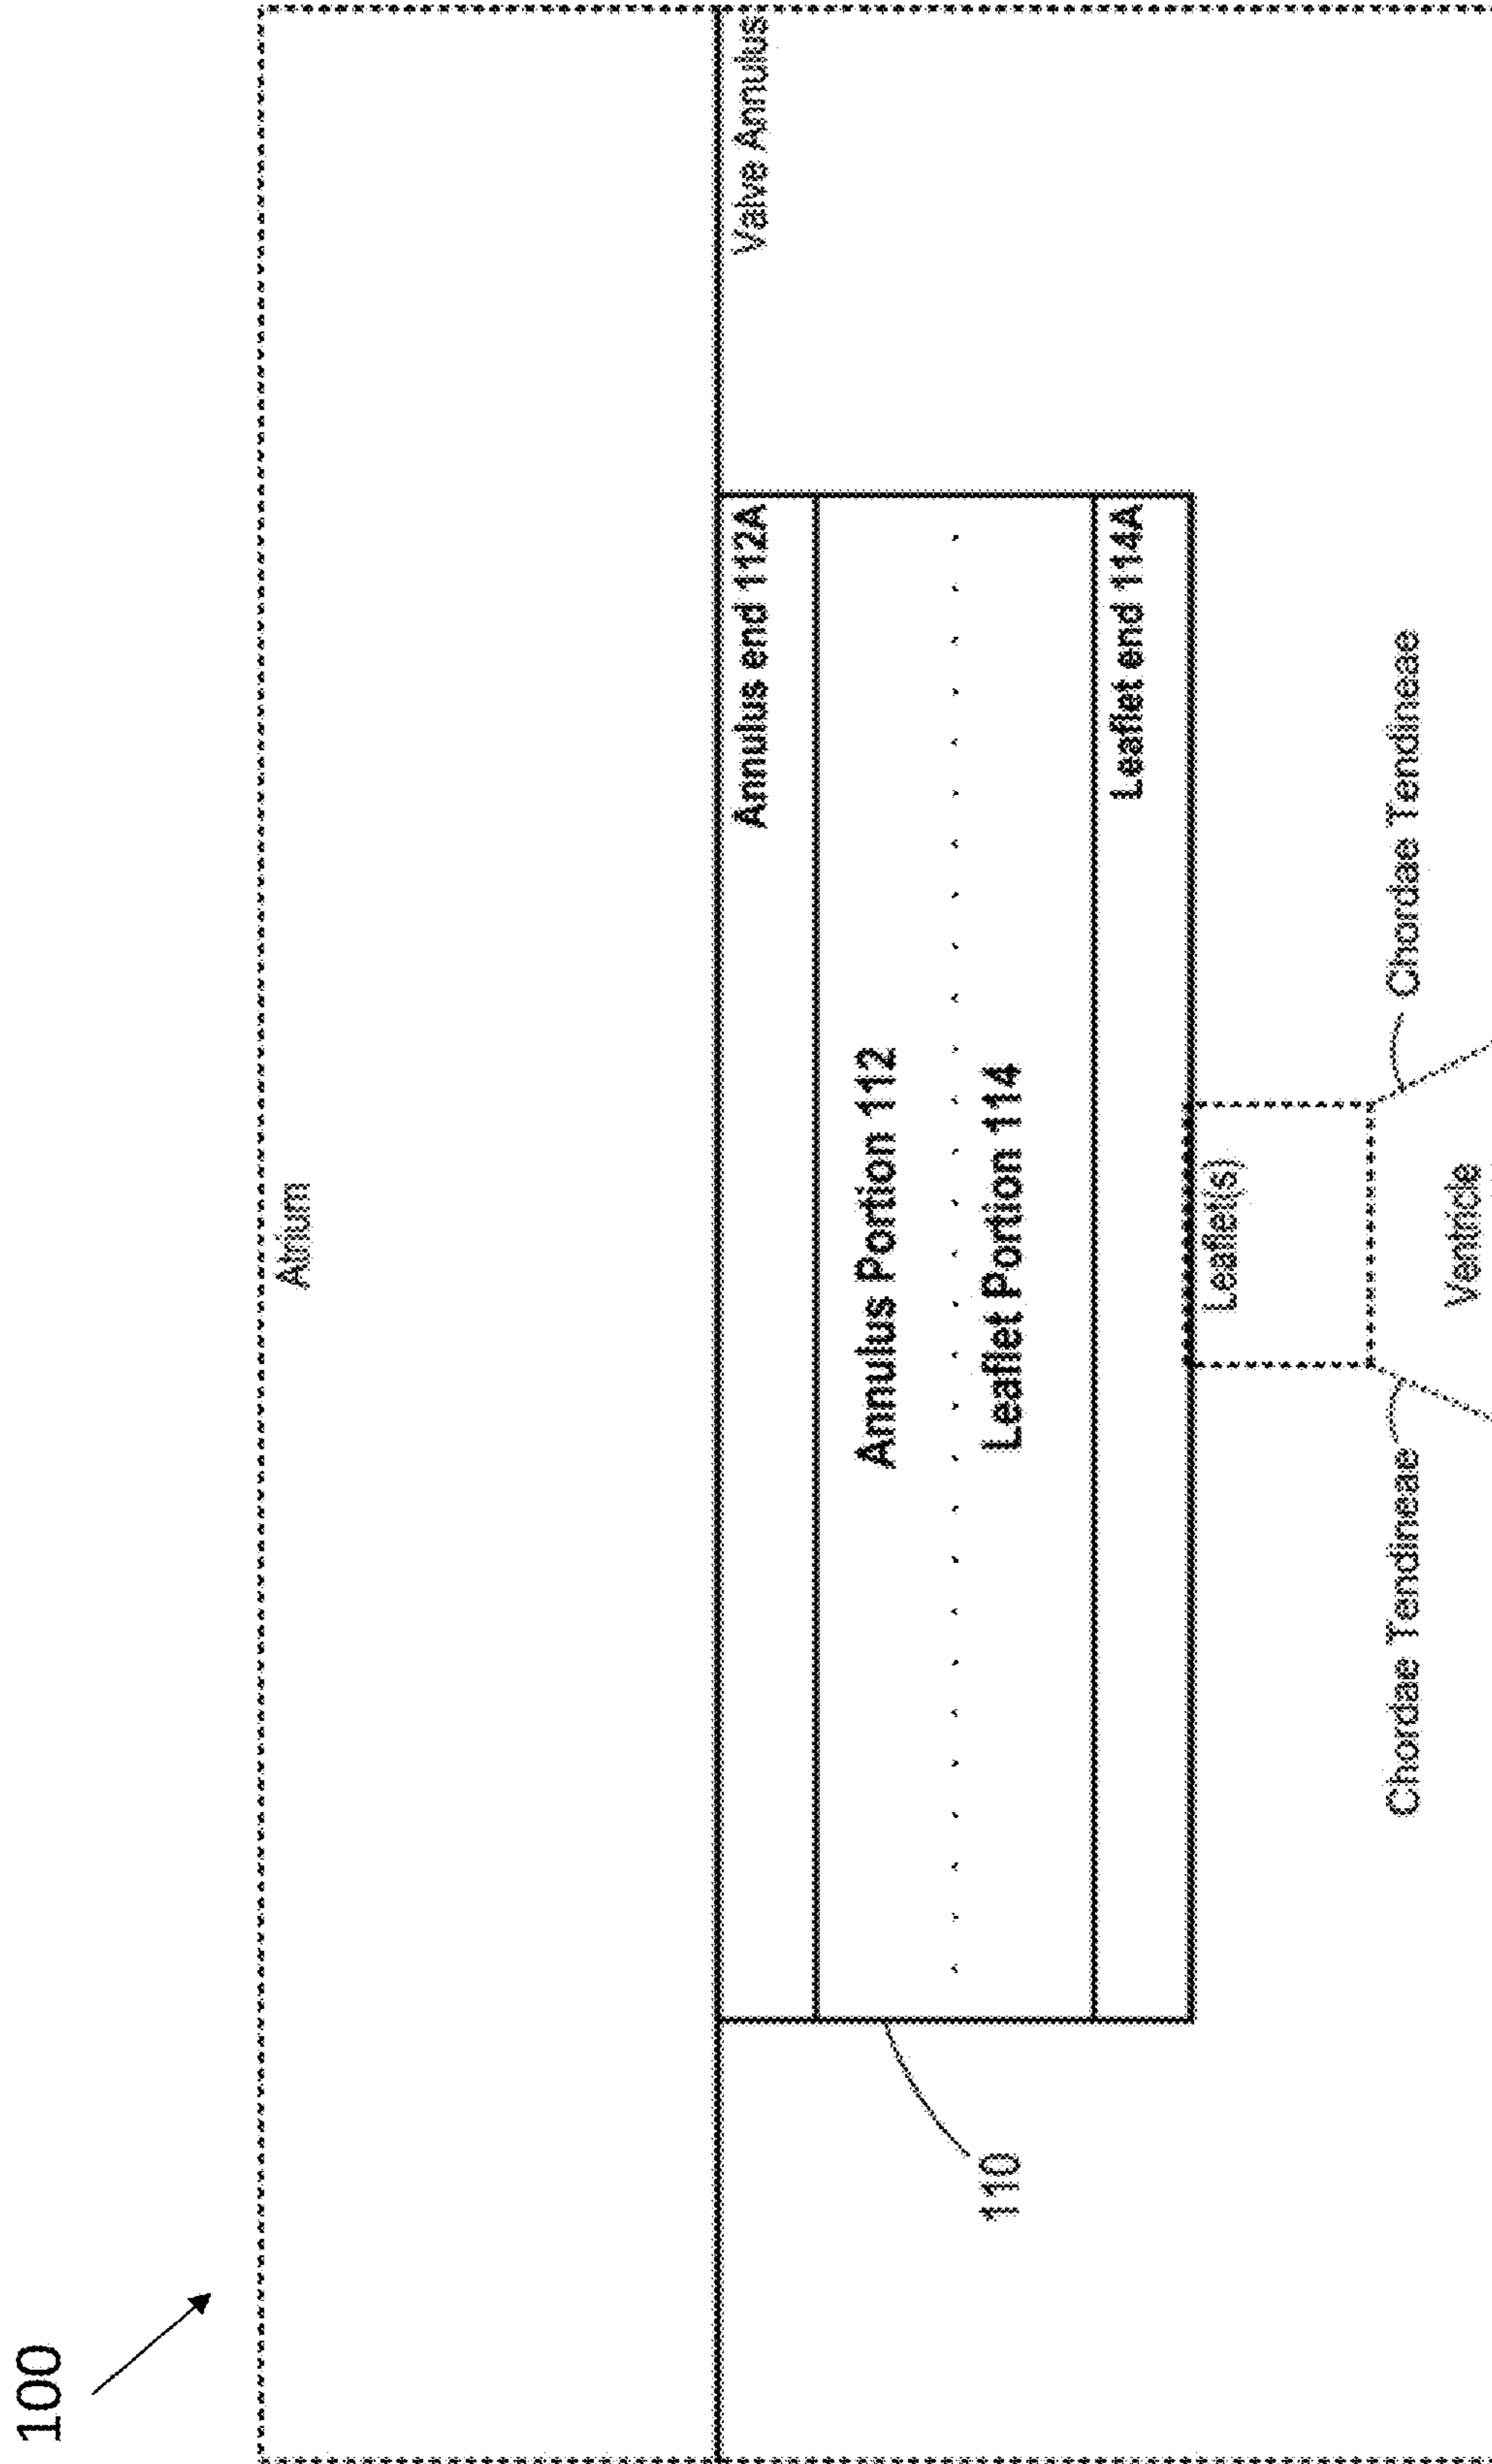 100
Atrium
Valve Annulus
Annulus end 112A
Annulus Portion 112
Leaflet Portion 114
110
Leaflet end 114A
Leaflet(s)
Chordae Tendineae
Chordae Tendineae
Ventricle